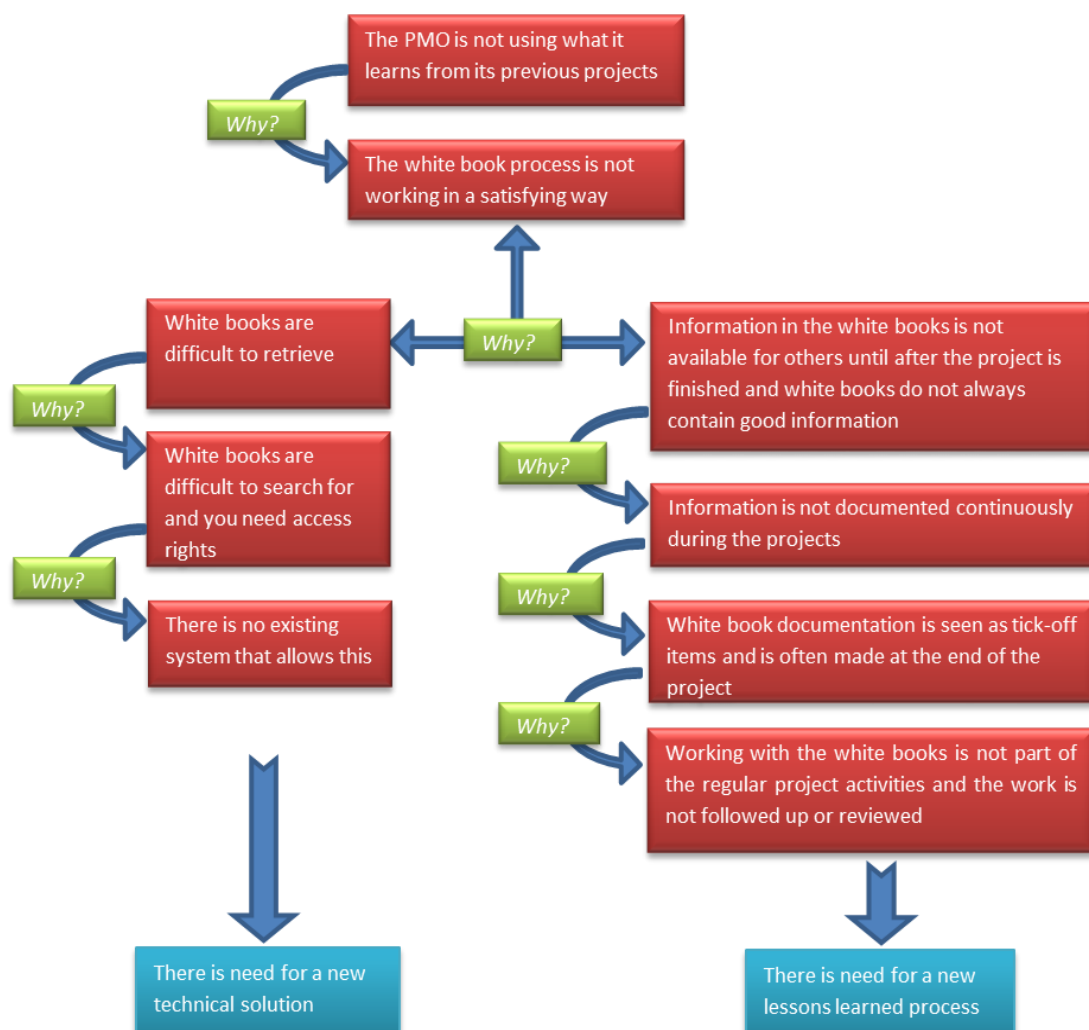 The PMO is not using what it
learns from its previous projects
Why?
The white book process is not
working in a satisfying way
Why?
White books are
difficult to retrieve
Why?
White books are
difficult to search for
and you need access
rights
Why?
There is no existing
system that allows this
There is need for a new
technical solution
Information in the white books is not
available for others until after the project is
finished and white books do not always
contain good information
Why?
Information is not documented continuously
during the projects
Why?
White book documentation is seen as tick-off
items and is often made at the end of the
project
Why?
Working with the white books is not part of
the regular project activities and the work is
not followed up or reviewed
There is need for a new
lessons learned process